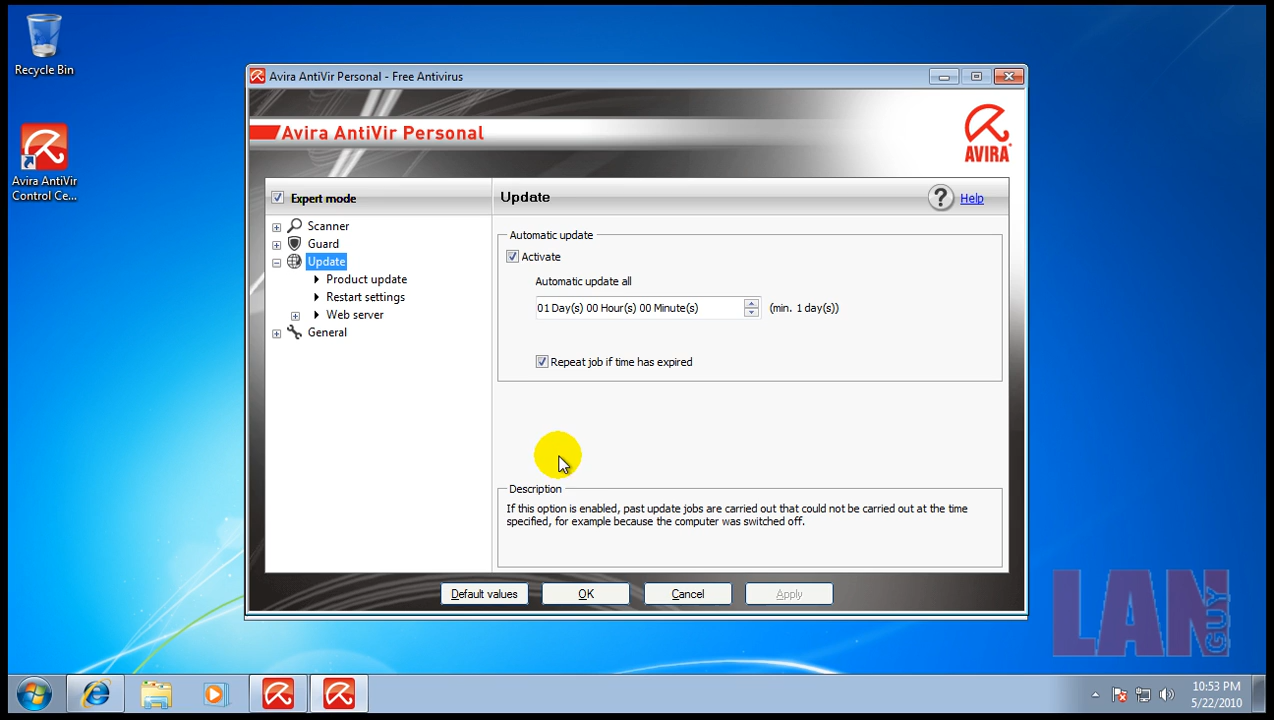 Recycle Bin
Avira AntiVir
Control Ce...
Avira AntiVir Personal - Free Antivirus
Avira AntiVir Personal
AVIRA
Expert mode
Scanner
Guard
Update
Product update
Restart settings
Web server
General
Update
? Help
Automatic update
Activate
Automatic update all
01 Day(s) 00 Hour(s) 00 Minute(s) (min. 1 day(s))
Repeat job if time has expired
Description
If this option is enabled, past update jobs are carried out that could not be carried out at the time
specified, for example because the computer was switched off.
Default values OK Cancel Apply
LAN
GUY
10:53 PM
5/22/2010